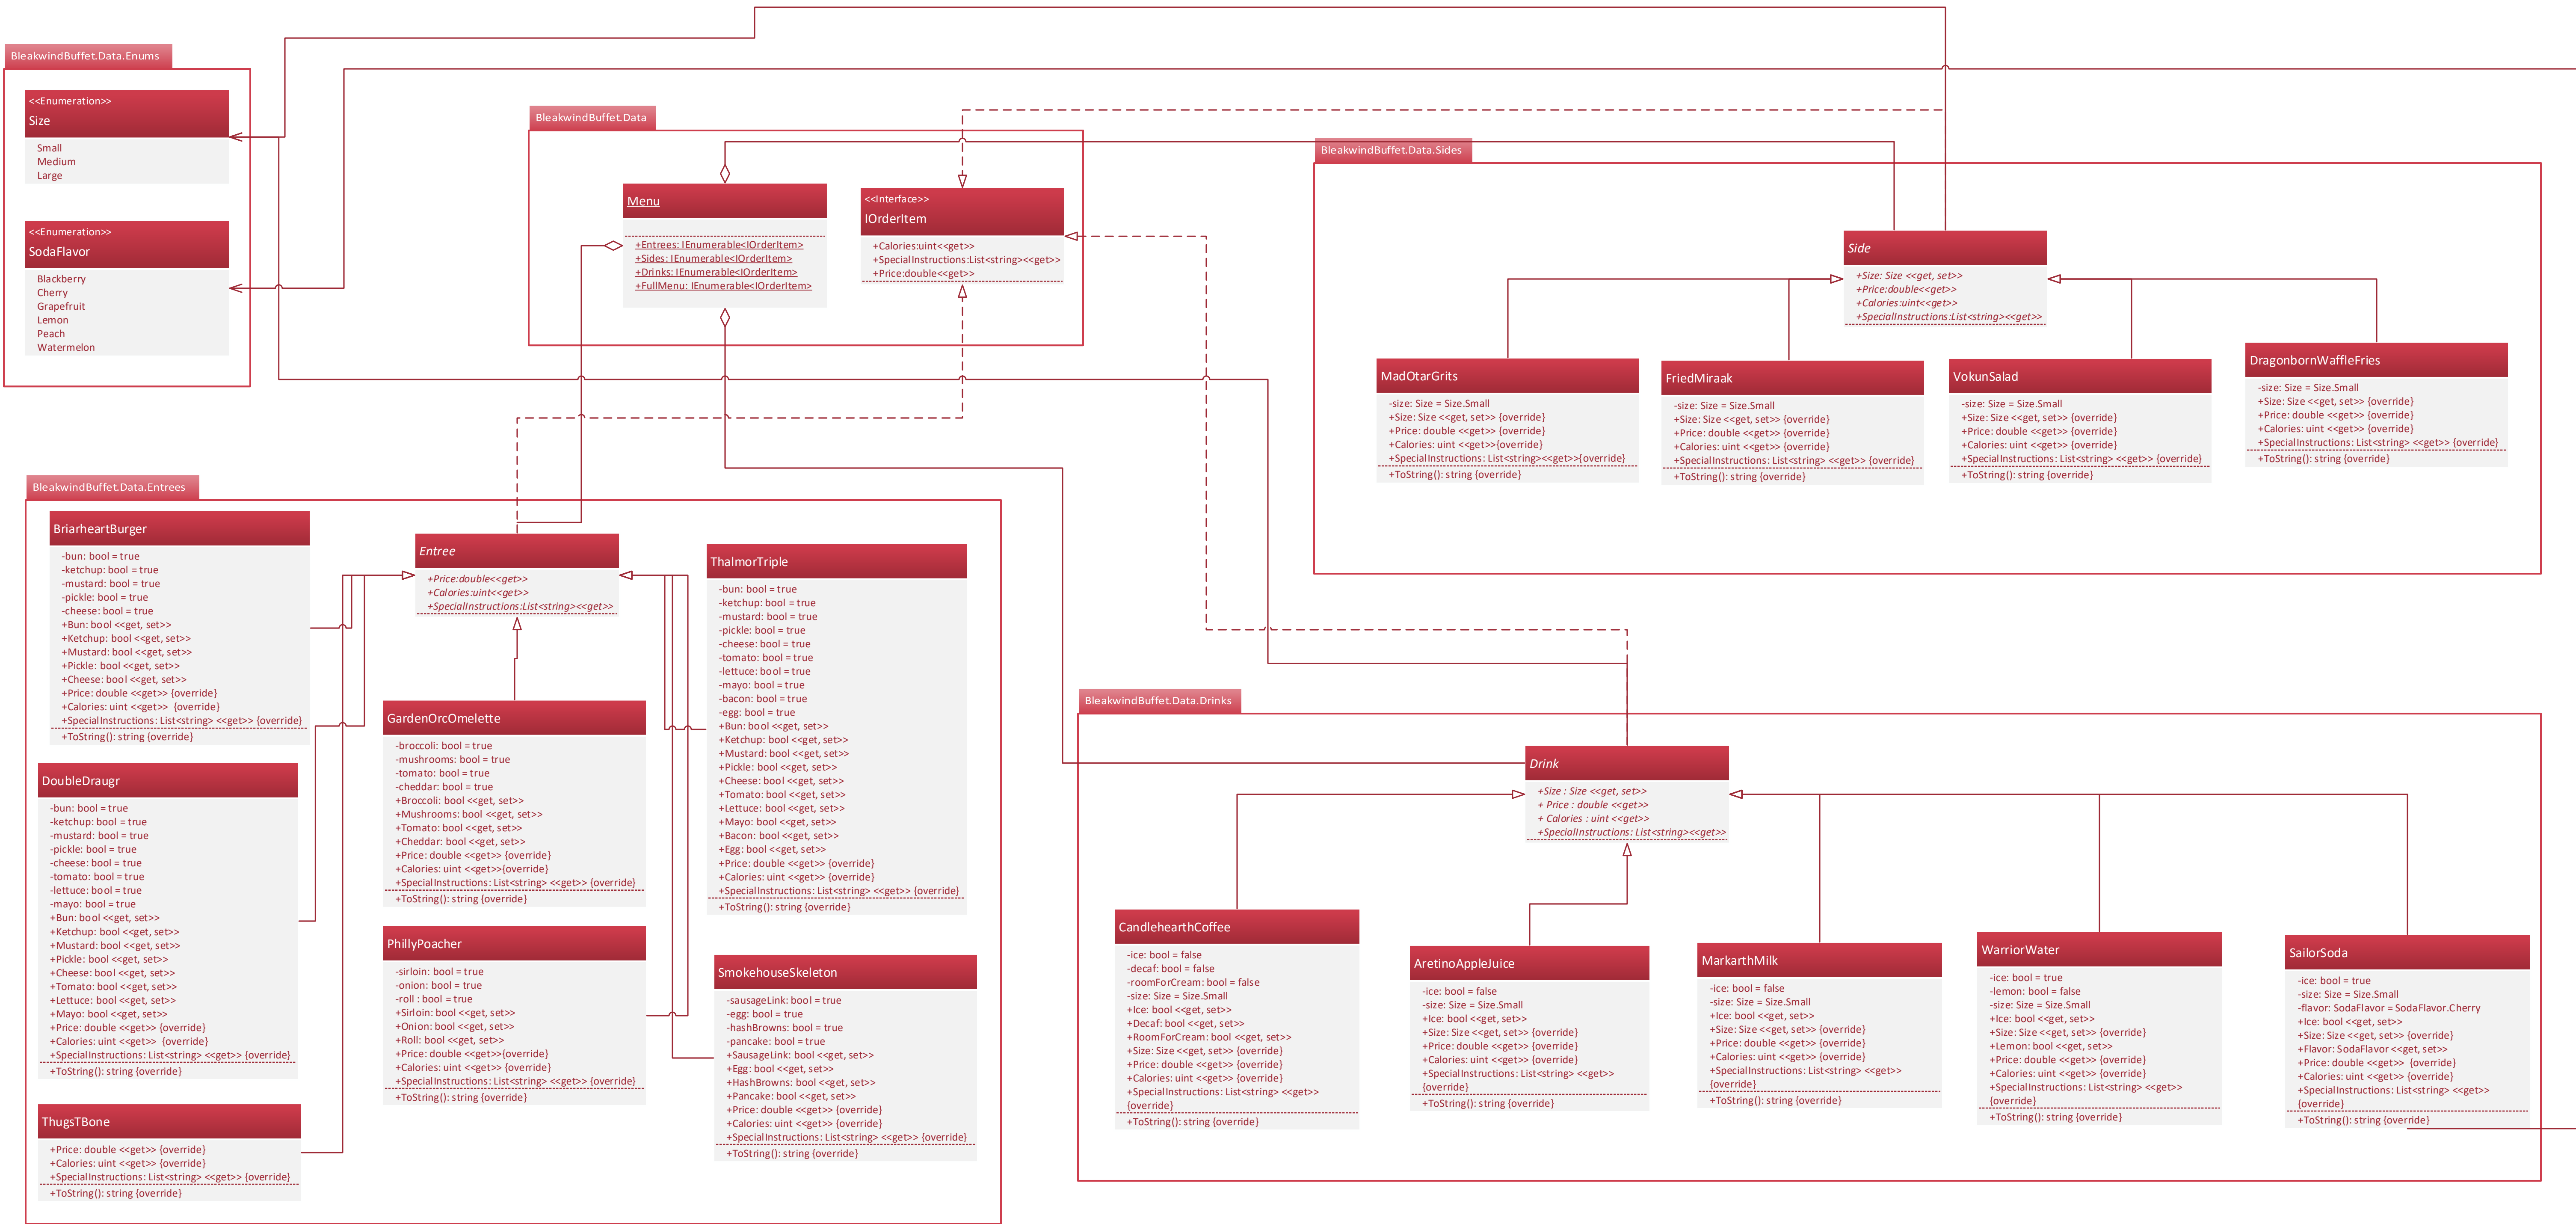 BleakwindBuffet.Data.Enums
<<Enumeration>>
Size
Small
Medium
Large
<<Enumeration>>
SodaFlavor
Blackberry
Cherry
Grapefruit
Lemon
Peach
Watermelon
BleakwindBuffet.Data
Menu
+Entrees: IEnumerable<IOrderItem>
+Sides: IEnumerable<IOrderItem>
+Drinks: IEnumerable<IOrderItem>
+FullMenu: IEnumerable<IOrderItem>
<<Interface>>
IOrderItem
+Calories:uint<<get>>
+SpecialInstructions:List<string><<get>>
+Price:double<<get>>
BleakwindBuffet.Data.Sides
Side
+Size: Size <<get, set>>
+Price:double<<get>>
+Calories:uint<<get>>
+SpecialInstructions:List<string><<get>>
MadOtarGrits
-size: Size = Size.Small
+Size: Size <<get, set>> {override}
+Price: double <<get>> {override}
+Calories: uint <<get>>{override}
+SpecialInstructions: List<string><<get>>{override}
+ToString(): string {override}
FriedMiraak
-size: Size = Size.Small
+Size: Size <<get, set>> {override}
+Price: double <<get>> {override}
+Calories: uint <<get>> {override}
+SpecialInstructions: List<string> <<get>> {override}
+ToString(): string {override}
VokunSalad
-size: Size = Size.Small
+Size: Size <<get, set>> {override}
+Price: double <<get>> {override}
+Calories: uint <<get>> {override}
+SpecialInstructions: List<string> <<get>> {override}
+ToString(): string {override}
DragonbornWaffleFries
-size: Size = Size.Small
+Size: Size <<get, set>> {override}
+Price: double <<get>> {override}
+Calories: uint <<get>> {override}
+SpecialInstructions: List<string> <<get>> {override}
+ToString(): string {override}
BleakwindBuffet.Data.Entrees
BriarheartBurger
-bun: bool = true
-ketchup: bool = true
-mustard: bool = true
-pickle: bool = true
-cheese: bool = true
+Bun: bool <<get, set>>
+Ketchup: bool <<get, set>>
+Mustard: bool <<get, set>>
+Pickle: bool <<get, set>>
+Cheese: bool <<get, set>>
+Price: double <<get>> {override}
+Calories: uint <<get>> {override}
+SpecialInstructions: List<string> <<get>> {override}
+ToString(): string {override}
DoubleDraugr
-bun: bool = true
-ketchup: bool = true
-mustard: bool = true
-pickle: bool = true
-cheese: bool = true
-tomato: bool = true
-lettuce: bool = true
-mayo: bool = true
+Bun: bool <<get, set>>
+Ketchup: bool <<get, set>>
+Mustard: bool <<get, set>>
+Pickle: bool <<get, set>>
+Cheese: bool <<get, set>>
+Tomato: bool <<get, set>>
+Lettuce: bool <<get, set>>
+Mayo: bool <<get, set>>
+Price: double <<get>> {override}
+Calories: uint <<get>> {override}
+SpecialInstructions: List<string> <<get>> {override}
+ToString(): string {override}
ThugsTBone
+Price: double <<get>> {override}
+Calories: uint <<get>> {override}
+SpecialInstructions: List<string> <<get>> {override}
+ToString(): string {override}
Entree
+Price:double<<get>>
+Calories:uint<<get>>
+SpecialInstructions:List<string><<get>>
GardenOrcOmelette
-broccoli: bool = true
-mushrooms: bool = true
-tomato: bool = true
-cheddar: bool = true
+Broccoli: bool <<get, set>>
+Mushrooms: bool <<get, set>>
+Tomato: bool <<get, set>>
+Cheddar: bool <<get, set>>
+Price: double <<get>> {override}
+Calories: uint <<get>>{override}
+SpecialInstructions: List<string> <<get>> {override}
+ToString(): string {override}
PhillyPoacher
-sirloin: bool = true
-onion: bool = true
-roll : bool = true
+Sirloin: bool <<get, set>>
+Onion: bool <<get, set>>
+Roll: bool <<get, set>>
+Price: double <<get>>{override}
+Calories: uint <<get>> {override}
+SpecialInstructions: List<string> <<get>> {override}
+ToString(): string {override}
ThalmorTriple
-bun: bool = true
-ketchup: bool = true
-mustard: bool = true
-pickle: bool = true
-cheese: bool = true
-tomato: bool = true
-lettuce: bool = true
-mayo: bool = true
-bacon: bool = true
-egg: bool = true
+Bun: bool <<get, set>>
+Ketchup: bool <<get, set>>
+Mustard: bool <<get, set>>
+Pickle: bool <<get, set>>
+Cheese: bool <<get, set>>
+Tomato: bool <<get, set>>
+Lettuce: bool <<get, set>>
+Mayo: bool <<get, set>>
+Bacon: bool <<get, set>>
+Egg: bool <<get, set>>
+Price: double <<get>> {override}
+Calories: uint <<get>> {override}
+SpecialInstructions: List<string> <<get>> {override}
+ToString(): string {override}
SmokehouseSkeleton
-sausageLink: bool = true
-egg: bool = true
-hashBrowns: bool = true
-pancake: bool = true
+SausageLink: bool <<get, set>>
+Egg: bool <<get, set>>
+HashBrowns: bool <<get, set>>
+Pancake: bool <<get, set>>
+Price: double <<get>> {override}
+Calories: uint <<get>> {override}
+SpecialInstructions: List<string> <<get>> {override}
+ToString(): string {override}
BleakwindBuffet.Data.Drinks
Drink
+Size : Size <<get, set>>
+ Price : double <<get>>
+ Calories : uint <<get>>
+SpecialInstructions: List<string><<get>>
CandlehearthCoffee
-ice: bool = false
-decaf: bool = false
-roomForCream: bool = false
-size: Size = Size.Small
+Ice: bool <<get, set>>
+Decaf: bool <<get, set>>
+RoomForCream: bool <<get, set>>
+Size: Size <<get, set>> {override}
+Price: double <<get>> {override}
+Calories: uint <<get>> {override}
+SpecialInstructions: List<string> <<get>>
{override}
+ToString(): string {override}
AretinoAppleJuice
-ice: bool = false
-size: Size = Size.Small
+Ice: bool <<get, set>>
+Size: Size <<get, set>> {override}
+Price: double <<get>> {override}
+Calories: uint <<get>> {override}
+SpecialInstructions: List<string> <<get>>
{override}
+ToString(): string {override}
MarkarthMilk
-ice: bool = false
-size: Size = Size.Small
+Ice: bool <<get, set>>
+Size: Size <<get, set>> {override}
+Price: double <<get>> {override}
+Calories: uint <<get>> {override}
+SpecialInstructions: List<string> <<get>>
{override}
+ToString(): string {override}
WarriorWater
-ice: bool = true
-lemon: bool = false
-size: Size = Size.Small
+Ice: bool <<get, set>>
+Size: Size <<get, set>> {override}
+Lemon: bool <<get, set>>
+Price: double <<get>> {override}
+Calories: uint <<get>> {override}
+SpecialInstructions: List<string> <<get>>
{override}
+ToString(): string {override}
SailorSoda
-ice: bool = true
-size: Size = Size.Small
-flavor: SodaFlavor = SodaFlavor.Cherry
+Ice: bool <<get, set>>
+Size: Size <<get, set>> {override}
+Flavor: SodaFlavor <<get, set>>
+Price: double <<get>> {override}
+Calories: uint <<get>> {override}
+SpecialInstructions: List<string> <<get>>
{override}
+ToString(): string {override}